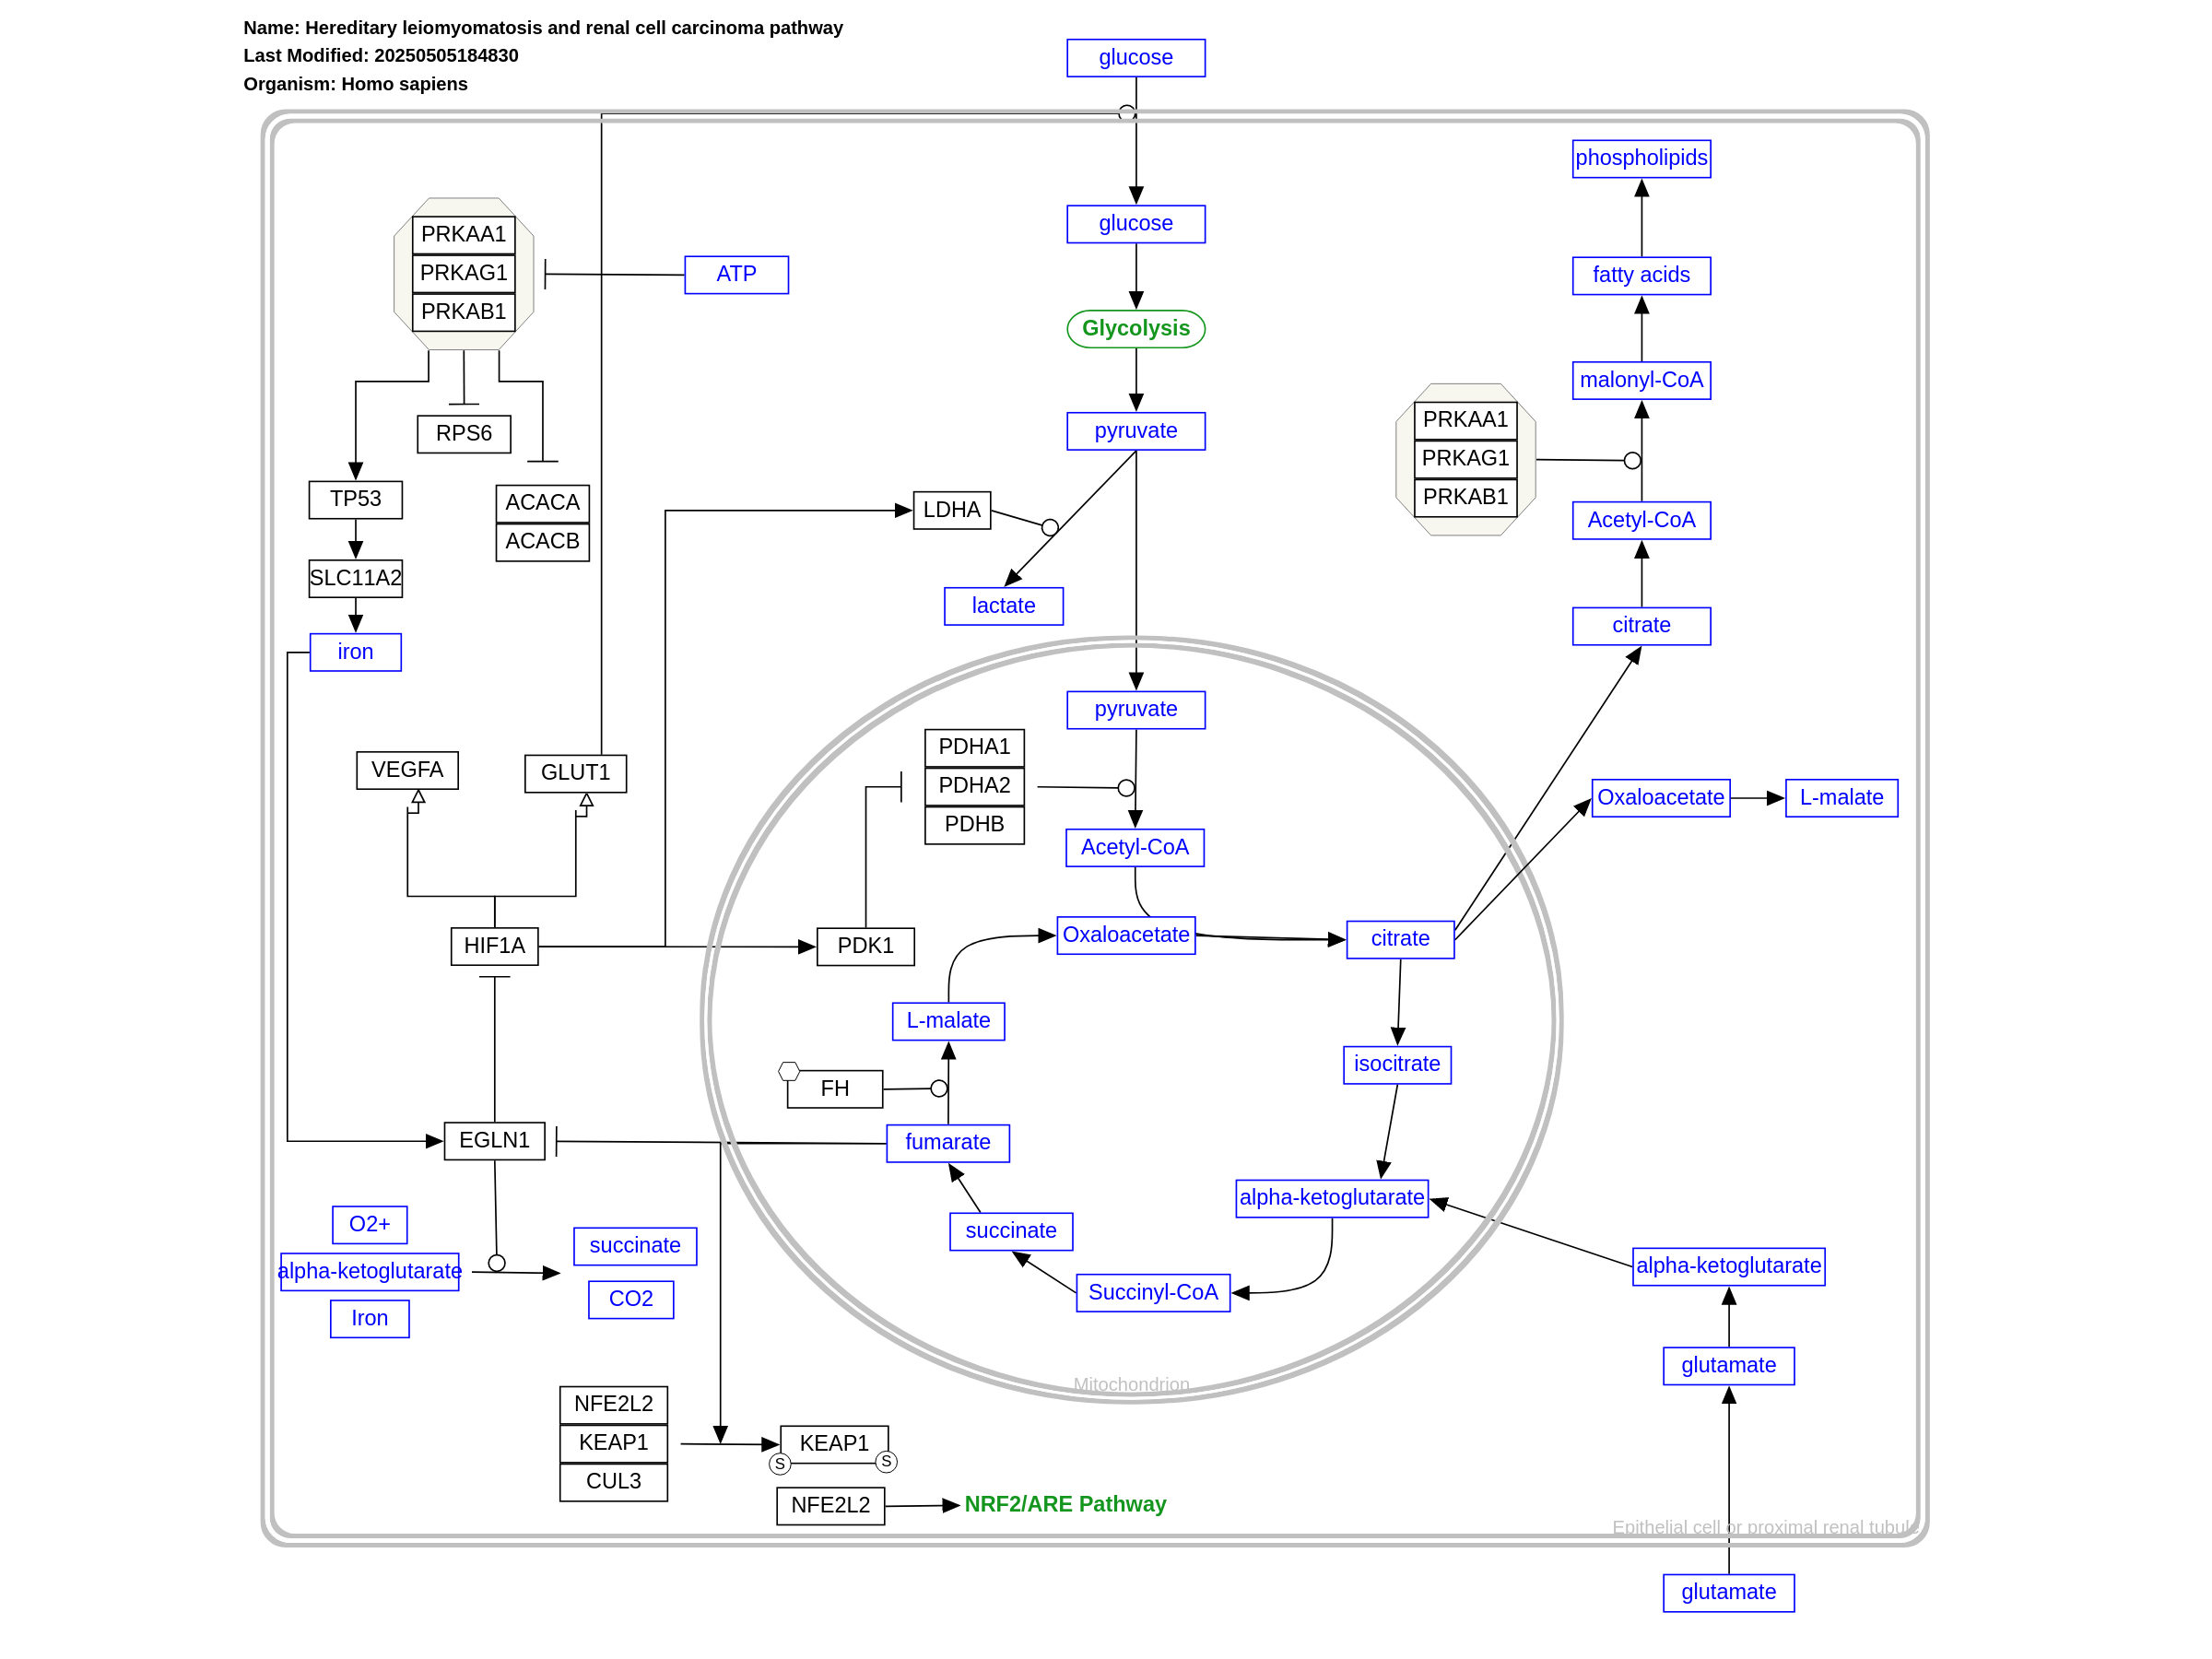 Name: Hereditary leiomyomatosis and renal cell carcinoma pathway
Last Modified: 20250505184830
Organism: Homo sapiens
glucose
phospholipids
glucose
PRKAA1
PRKAG1
PRKAB1
ATP
fatty acids
Glycolysis
malonyl-CoA
pyruvate
RPS6
PRKAA1
PRKAG1
PRKAB1
TP53
ACACA
ACACB
LDHA
Acetyl-CoA
SLC11A2
lactate
citrate
iron
pyruvate
VEGFA
GLUT1
PDHA1
PDHA2
PDHB
Oxaloacetate
L-malate
Acetyl-CoA
HIF1A
PDK1
Oxaloacetate
citrate
L-malate
isocitrate
FH
EGLN1
fumarate
alpha-ketoglutarate
O2+
succinate
succinate
alpha-ketoglutarate
alpha-ketoglutarate
Succinyl-CoA
CO2
Iron
glutamate
Mitochondrion
NFE2L2
KEAP1
CUL3
KEAP1
S
S
NFE2L2
NRF2/ARE Pathway
Epithelial cell or proximal renal tubule
glutamate